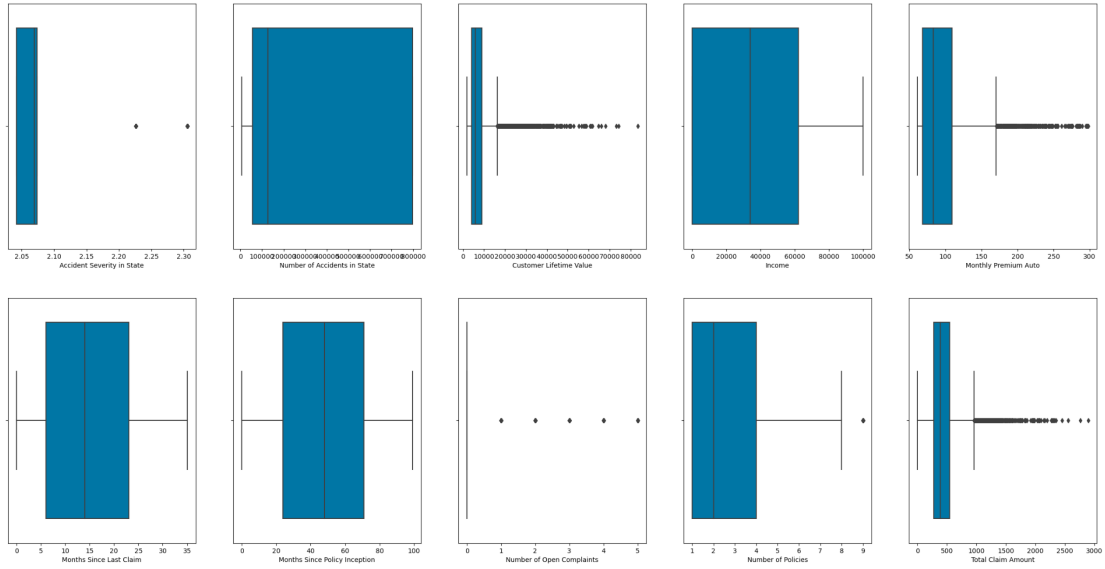 2.05 2.10 2.15 2.20 2.25 2.30
Accident Severity in State
0 100000 200000 300000 400000 500000 600000 700000 800000
Number of Accidents in State
0 10000 20000 30000 40000 50000 60000 70000 80000
Customer Lifetime Value
0 20000 40000 60000 80000 100000
Income
50 100 150 200 250 300
Monthly Premium Auto
0 5 10 15 20 25 30 35
Months Since Last Claim
0 20 40 60 80 100
Months Since Policy Inception
0 1 2 3 4 5
Number of Open Complaints
1 2 3 4 5 6 7 8 9
Number of Policies
0 500 1000 1500 2000 2500 3000
Total Claim Amount